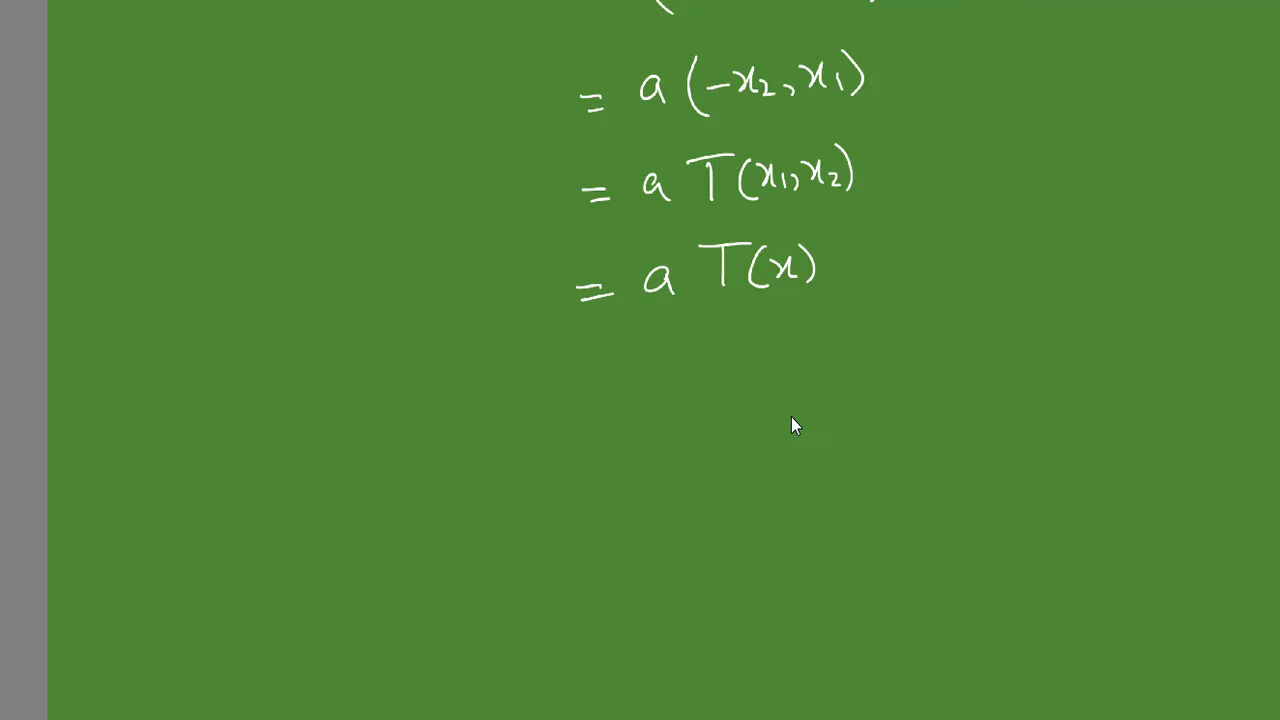 = a (-x₂, x₁)
= a T(x₁, x₂)
= a T(x)